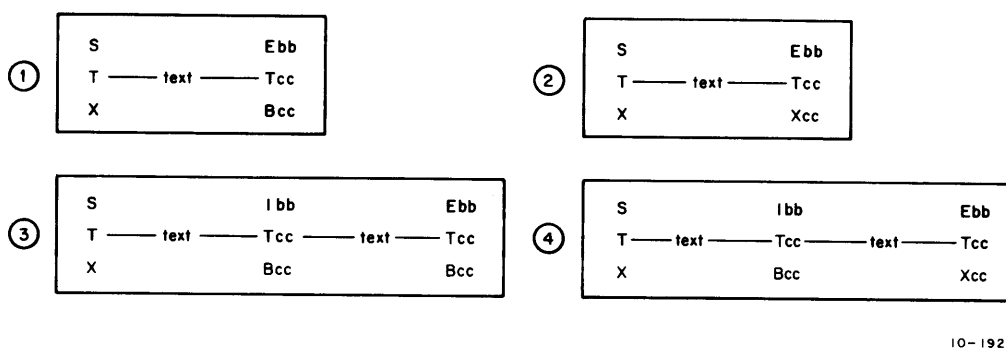 1
S Ebb
T text Tcc
X Bcc
2
S Ebb
T text Tcc
X Xcc
3
S Ibb Ebb
T text Tcc text Tcc
X Bcc Bcc
4
S Ibb Ebb
T text Tcc text Tcc
X Bcc Xcc
10-192